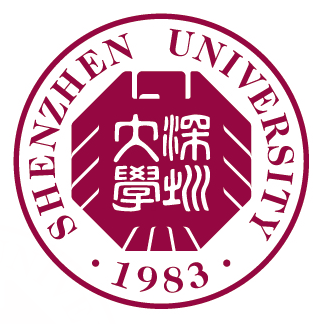 SHENZHEN UNIVERSITY
深圳
大學
· 1983 ·